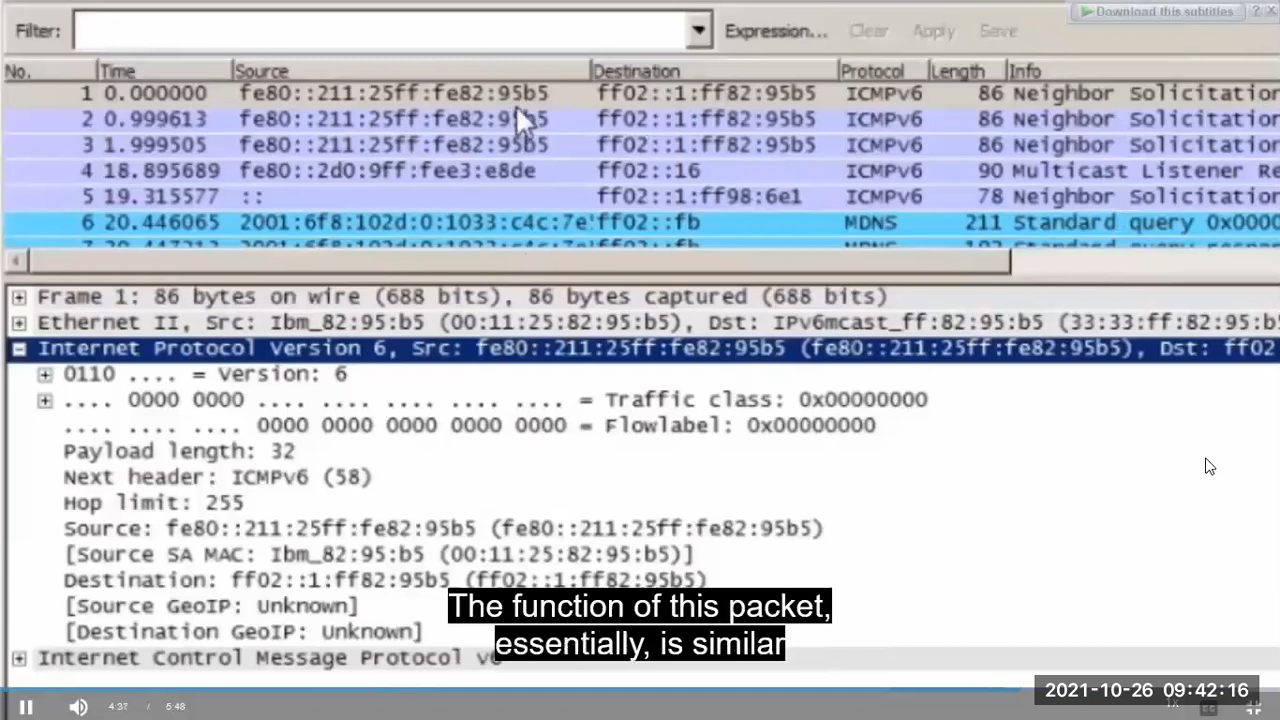 Download this subtitles ? X
Filter: Expression... Clear Apply Save
No. Time Source Destination Protocol Length Info
1 0.000000 fe80::211:25ff:fe82:95b5 ff02::1:ff82:95b5 ICMPv6 86 Neighbor Solicitation
2 0.999613 fe80::211:25ff:fe82:95b5 ff02::1:ff82:95b5 ICMPv6 86 Neighbor Solicitation
3 1.999505 fe80::211:25ff:fe82:95b5 ff02::1:ff82:95b5 ICMPv6 86 Neighbor Solicitation
4 18.895689 fe80::2d0:9ff:fee3:e8de ff02::16 ICMPv6 90 Multicast Listener Re
5 19.315577 :: ff02::1:ff98:6e1 ICMPv6 78 Neighbor Solicitation
6 20.446065 2001:6f8:102d:0:1033:c4c:7e' ff02::fb MDNS 211 Standard query 0x0000
Frame 1: 86 bytes on wire (688 bits), 86 bytes captured (688 bits)
Ethernet II, Src: Ibm_82:95:b5 (00:11:25:82:95:b5), Dst: IPv6mcast_ff:82:95:b5 (33:33:ff:82:95:b5
Internet Protocol Version 6, Src: fe80::211:25ff:fe82:95b5 (fe80::211:25ff:fe82:95b5), Dst: ff02
0110 .... = Version: 6
.... 0000 0000 .... .... .... .... .... = Traffic class: 0x00000000
.... .... .... 0000 0000 0000 0000 0000 = Flowlabel: 0x00000000
Payload length: 32
Next header: ICMPv6 (58)
Hop limit: 255
Source: fe80::211:25ff:fe82:95b5 (fe80::211:25ff:fe82:95b5)
[Source SA MAC: Ibm_82:95:b5 (00:11:25:82:95:b5)]
Destination: ff02::1:ff82:95b5 (ff02::1:ff82:95b5)
[Source GeoIP: Unknown]
[Destination GeoIP: Unknown]
Internet Control Message Protocol v6
The function of this packet,
essentially, is similar
2021-10-26 09:42:16
4:37 / 5:48 1x CC